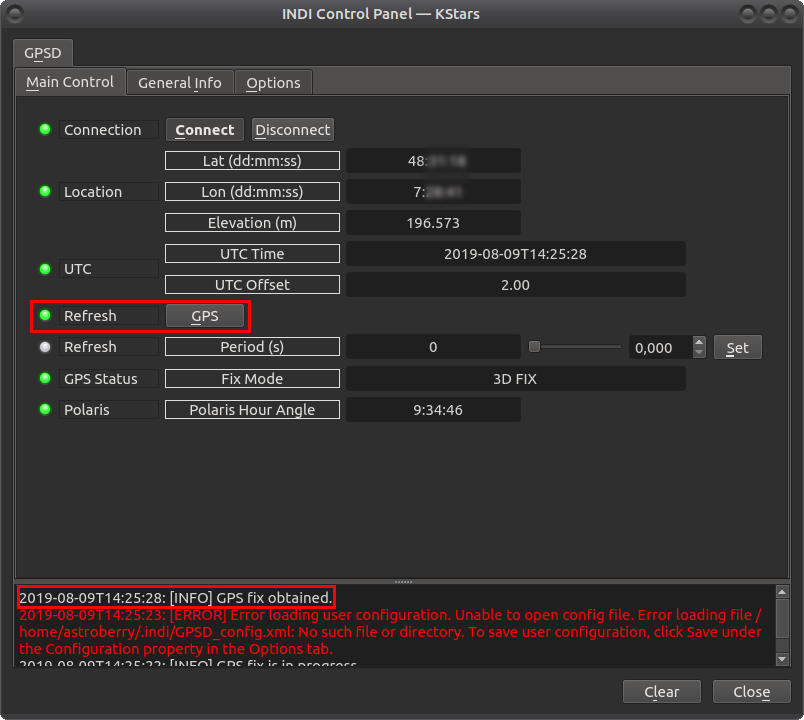 INDI Control Panel — KStars
GPSD
Main Control General Info Options
Connection Connect Disconnect
Lat (dd:mm:ss) 48:
Location Lon (dd:mm:ss) 7:
Elevation (m) 196.573
UTC Time 2019-08-09T14:25:28
UTC
UTC Offset 2.00
Refresh GPS
Refresh Period (s) 0 0,000 Set
GPS Status Fix Mode 3D FIX
Polaris Polaris Hour Angle 9:34:46
2019-08-09T14:25:28: [INFO] GPS fix obtained.
2019-08-09T14:25:23: [ERROR] Error loading user configuration. Unable to open config file. Error loading file /
home/astroberry/.indi/GPSD_config.xml: No such file or directory. To save user configuration, click Save under
the Configuration property in the Options tab.
2019-08-09T14:25:22: [INFO] GPS fix is in progress
Clear Close